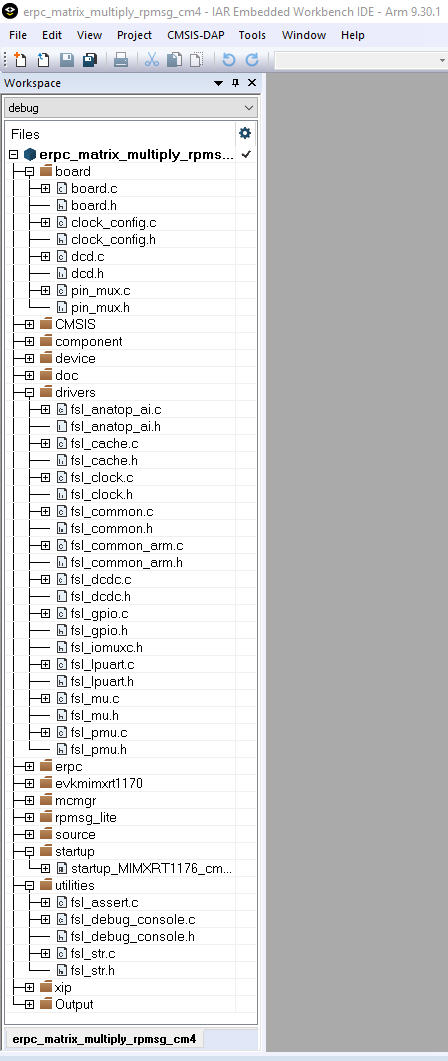 erpc_matrix_multiply_rpmsg_cm4 - IAR Embedded Workbench IDE - Arm 9.30.1
File Edit View Project CMSIS-DAP Tools Window Help
Workspace
debug
Files
erpc_matrix_multiply_rpms...
board
board.c
board.h
clock_config.c
clock_config.h
dcd.c
dcd.h
pin_mux.c
pin_mux.h
CMSIS
component
device
doc
drivers
fsl_anatop_ai.c
fsl_anatop_ai.h
fsl_cache.c
fsl_cache.h
fsl_clock.c
fsl_clock.h
fsl_common.c
fsl_common.h
fsl_common_arm.c
fsl_common_arm.h
fsl_dcdc.c
fsl_dcdc.h
fsl_gpio.c
fsl_gpio.h
fsl_iomuxc.h
fsl_lpuart.c
fsl_lpuart.h
fsl_mu.c
fsl_mu.h
fsl_pmu.c
fsl_pmu.h
erpc
evkmimxrt1170
mcmgr
rpmsg_lite
source
startup
startup_MIMXRT1176_cm...
utilities
fsl_assert.c
fsl_debug_console.c
fsl_debug_console.h
fsl_str.c
fsl_str.h
xip
Output
erpc_matrix_multiply_rpmsg_cm4